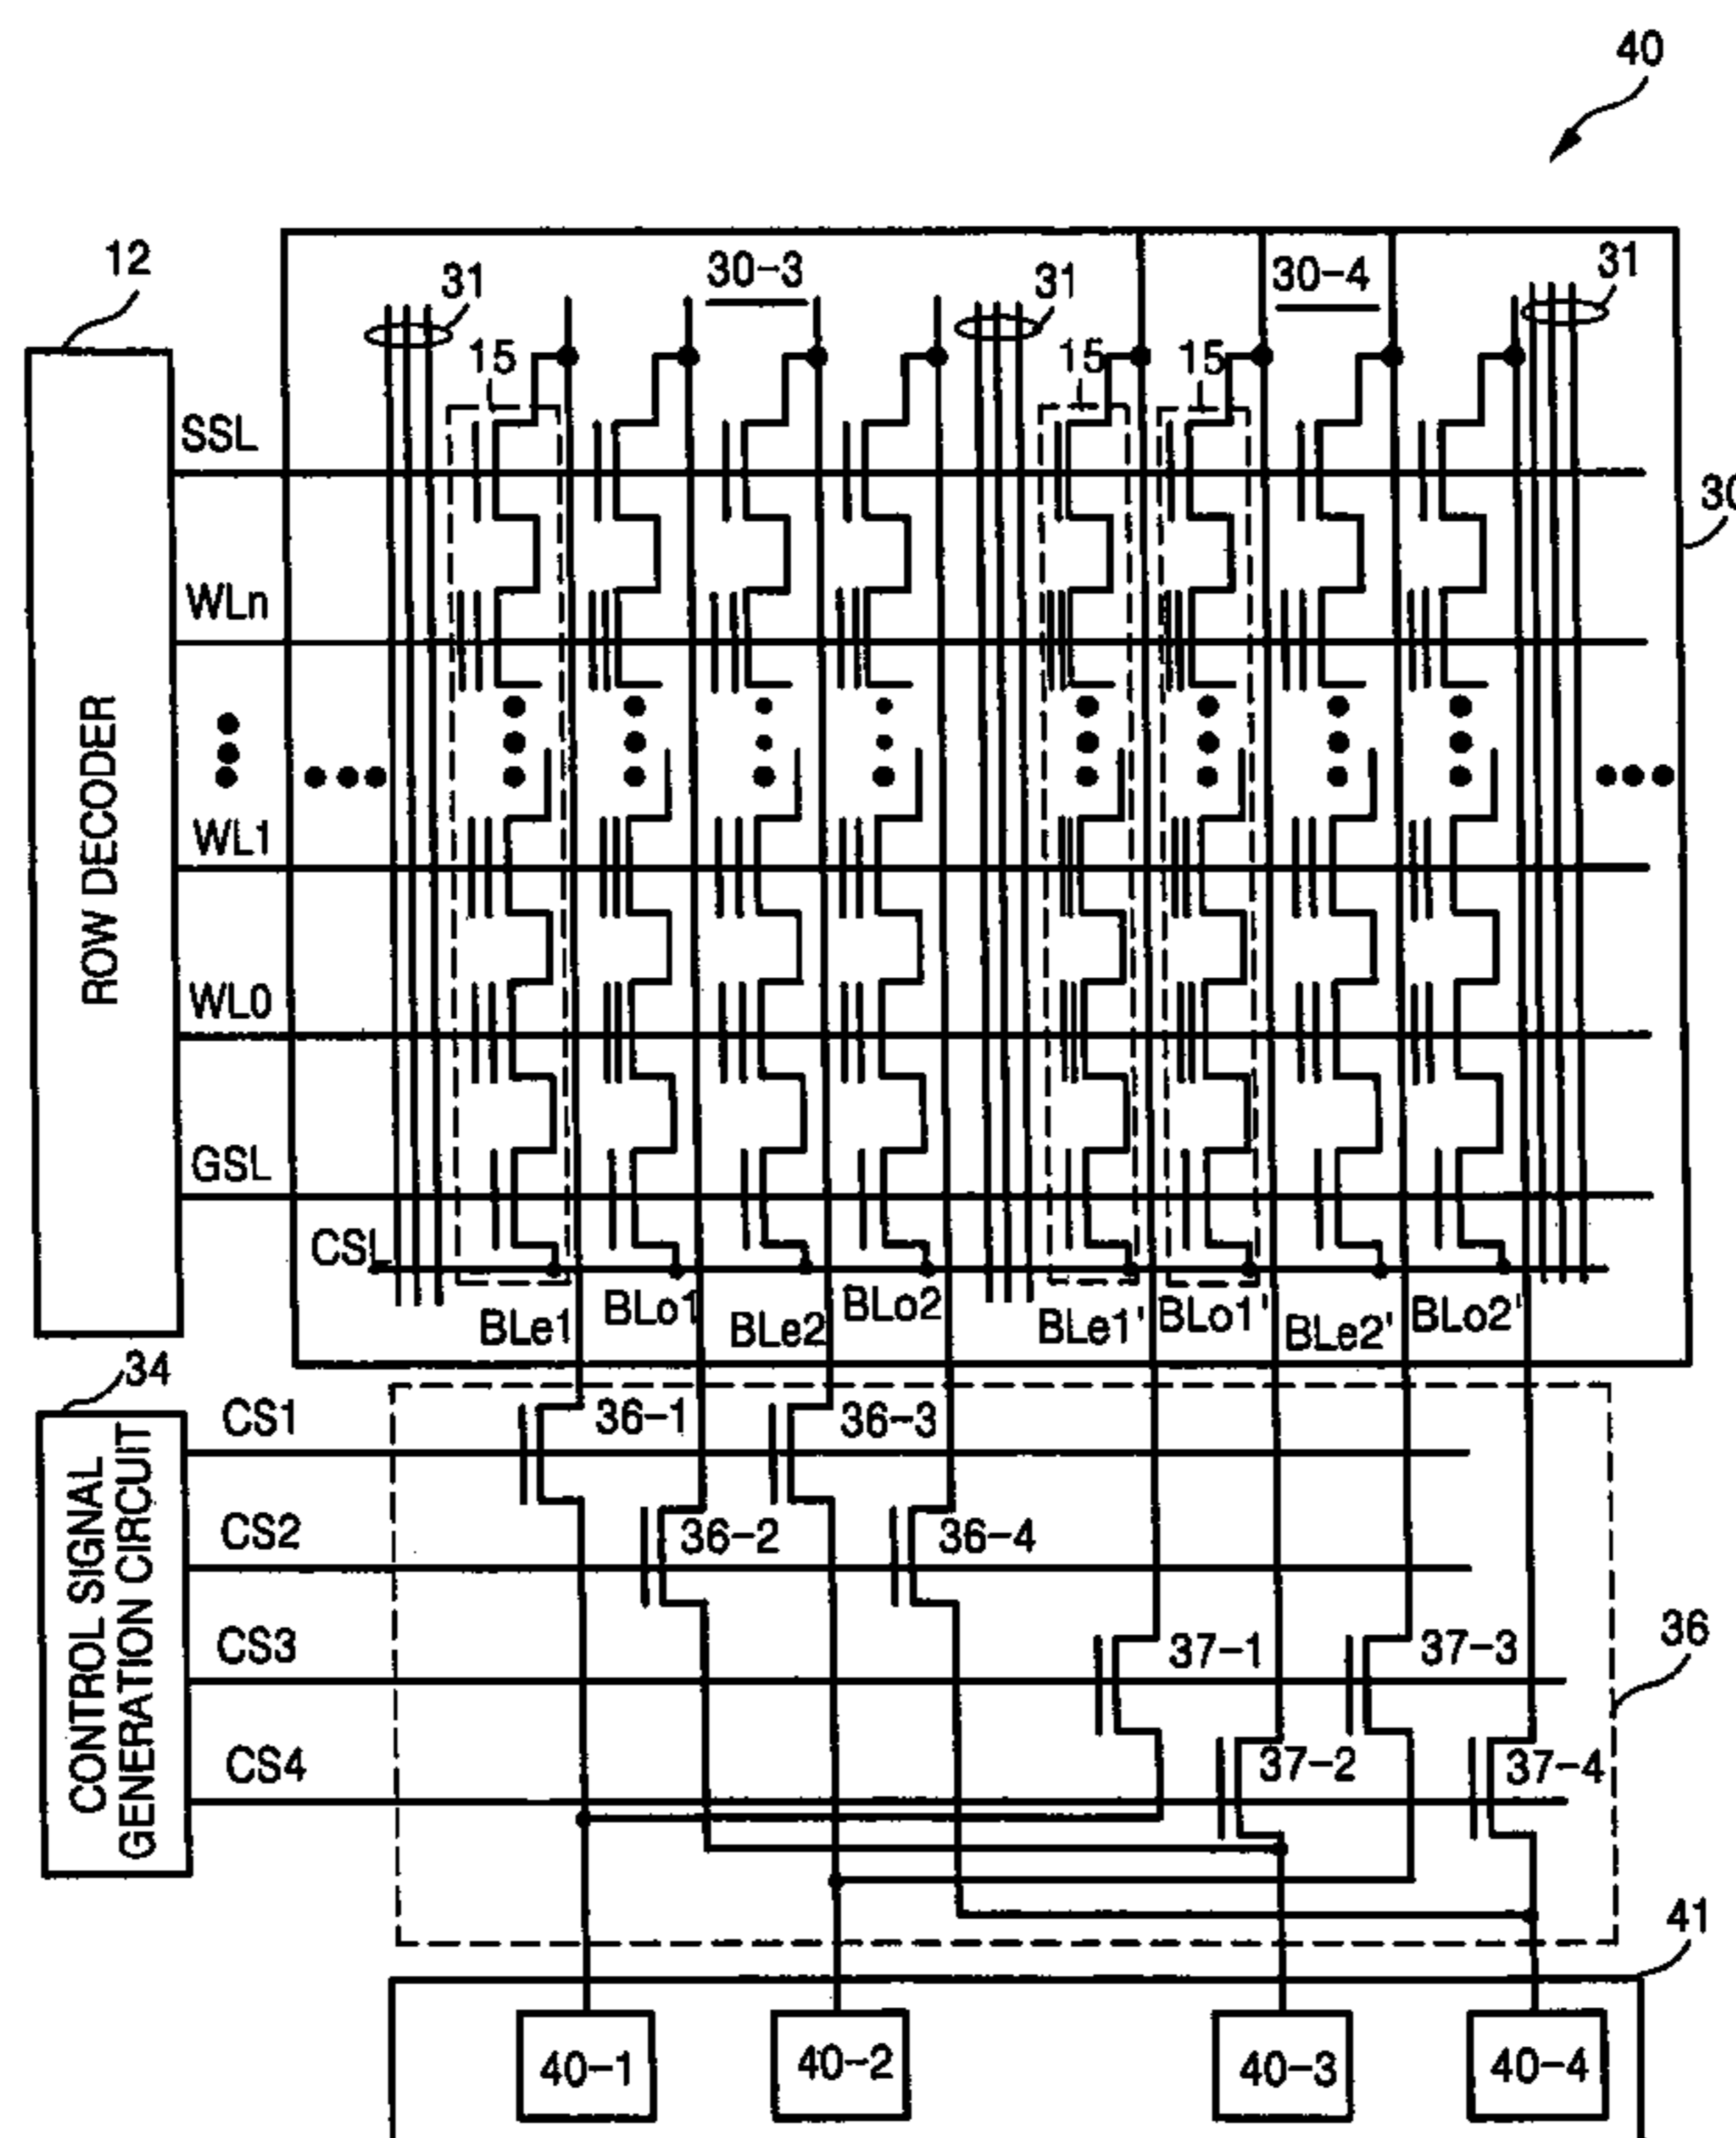 40
12
31
30-3
31
30-4
31
15
15
15
SSL
30
WLn
ROW DECODER
WL1
WL0
GSL
CSL
BLe1
BLo1
BLe2
BLo2
BLe1'
BLo1'
BLe2'
BLo2'
34
CS1
36-1
36-3
CONTROL SIGNAL
GENERATION CIRCUIT
CS2
36-2
36-4
CS3
37-1
37-3
36
CS4
37-2
37-4
41
40-1
40-2
40-3
40-4